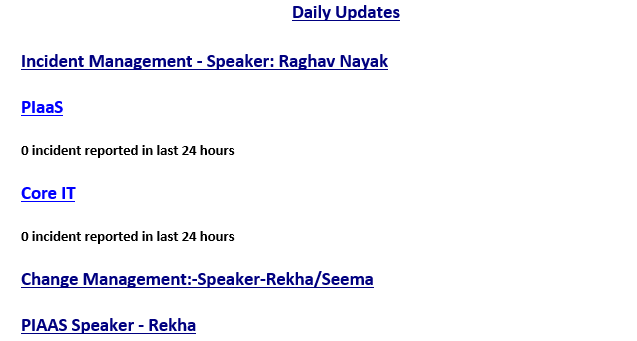 Daily Updates
Incident Management - Speaker: Raghav Nayak
PIaaS
0 incident reported in last 24 hours
Core IT
0 incident reported in last 24 hours
Change Management:-Speaker-Rekha/Seema
PIAAS Speaker - Rekha